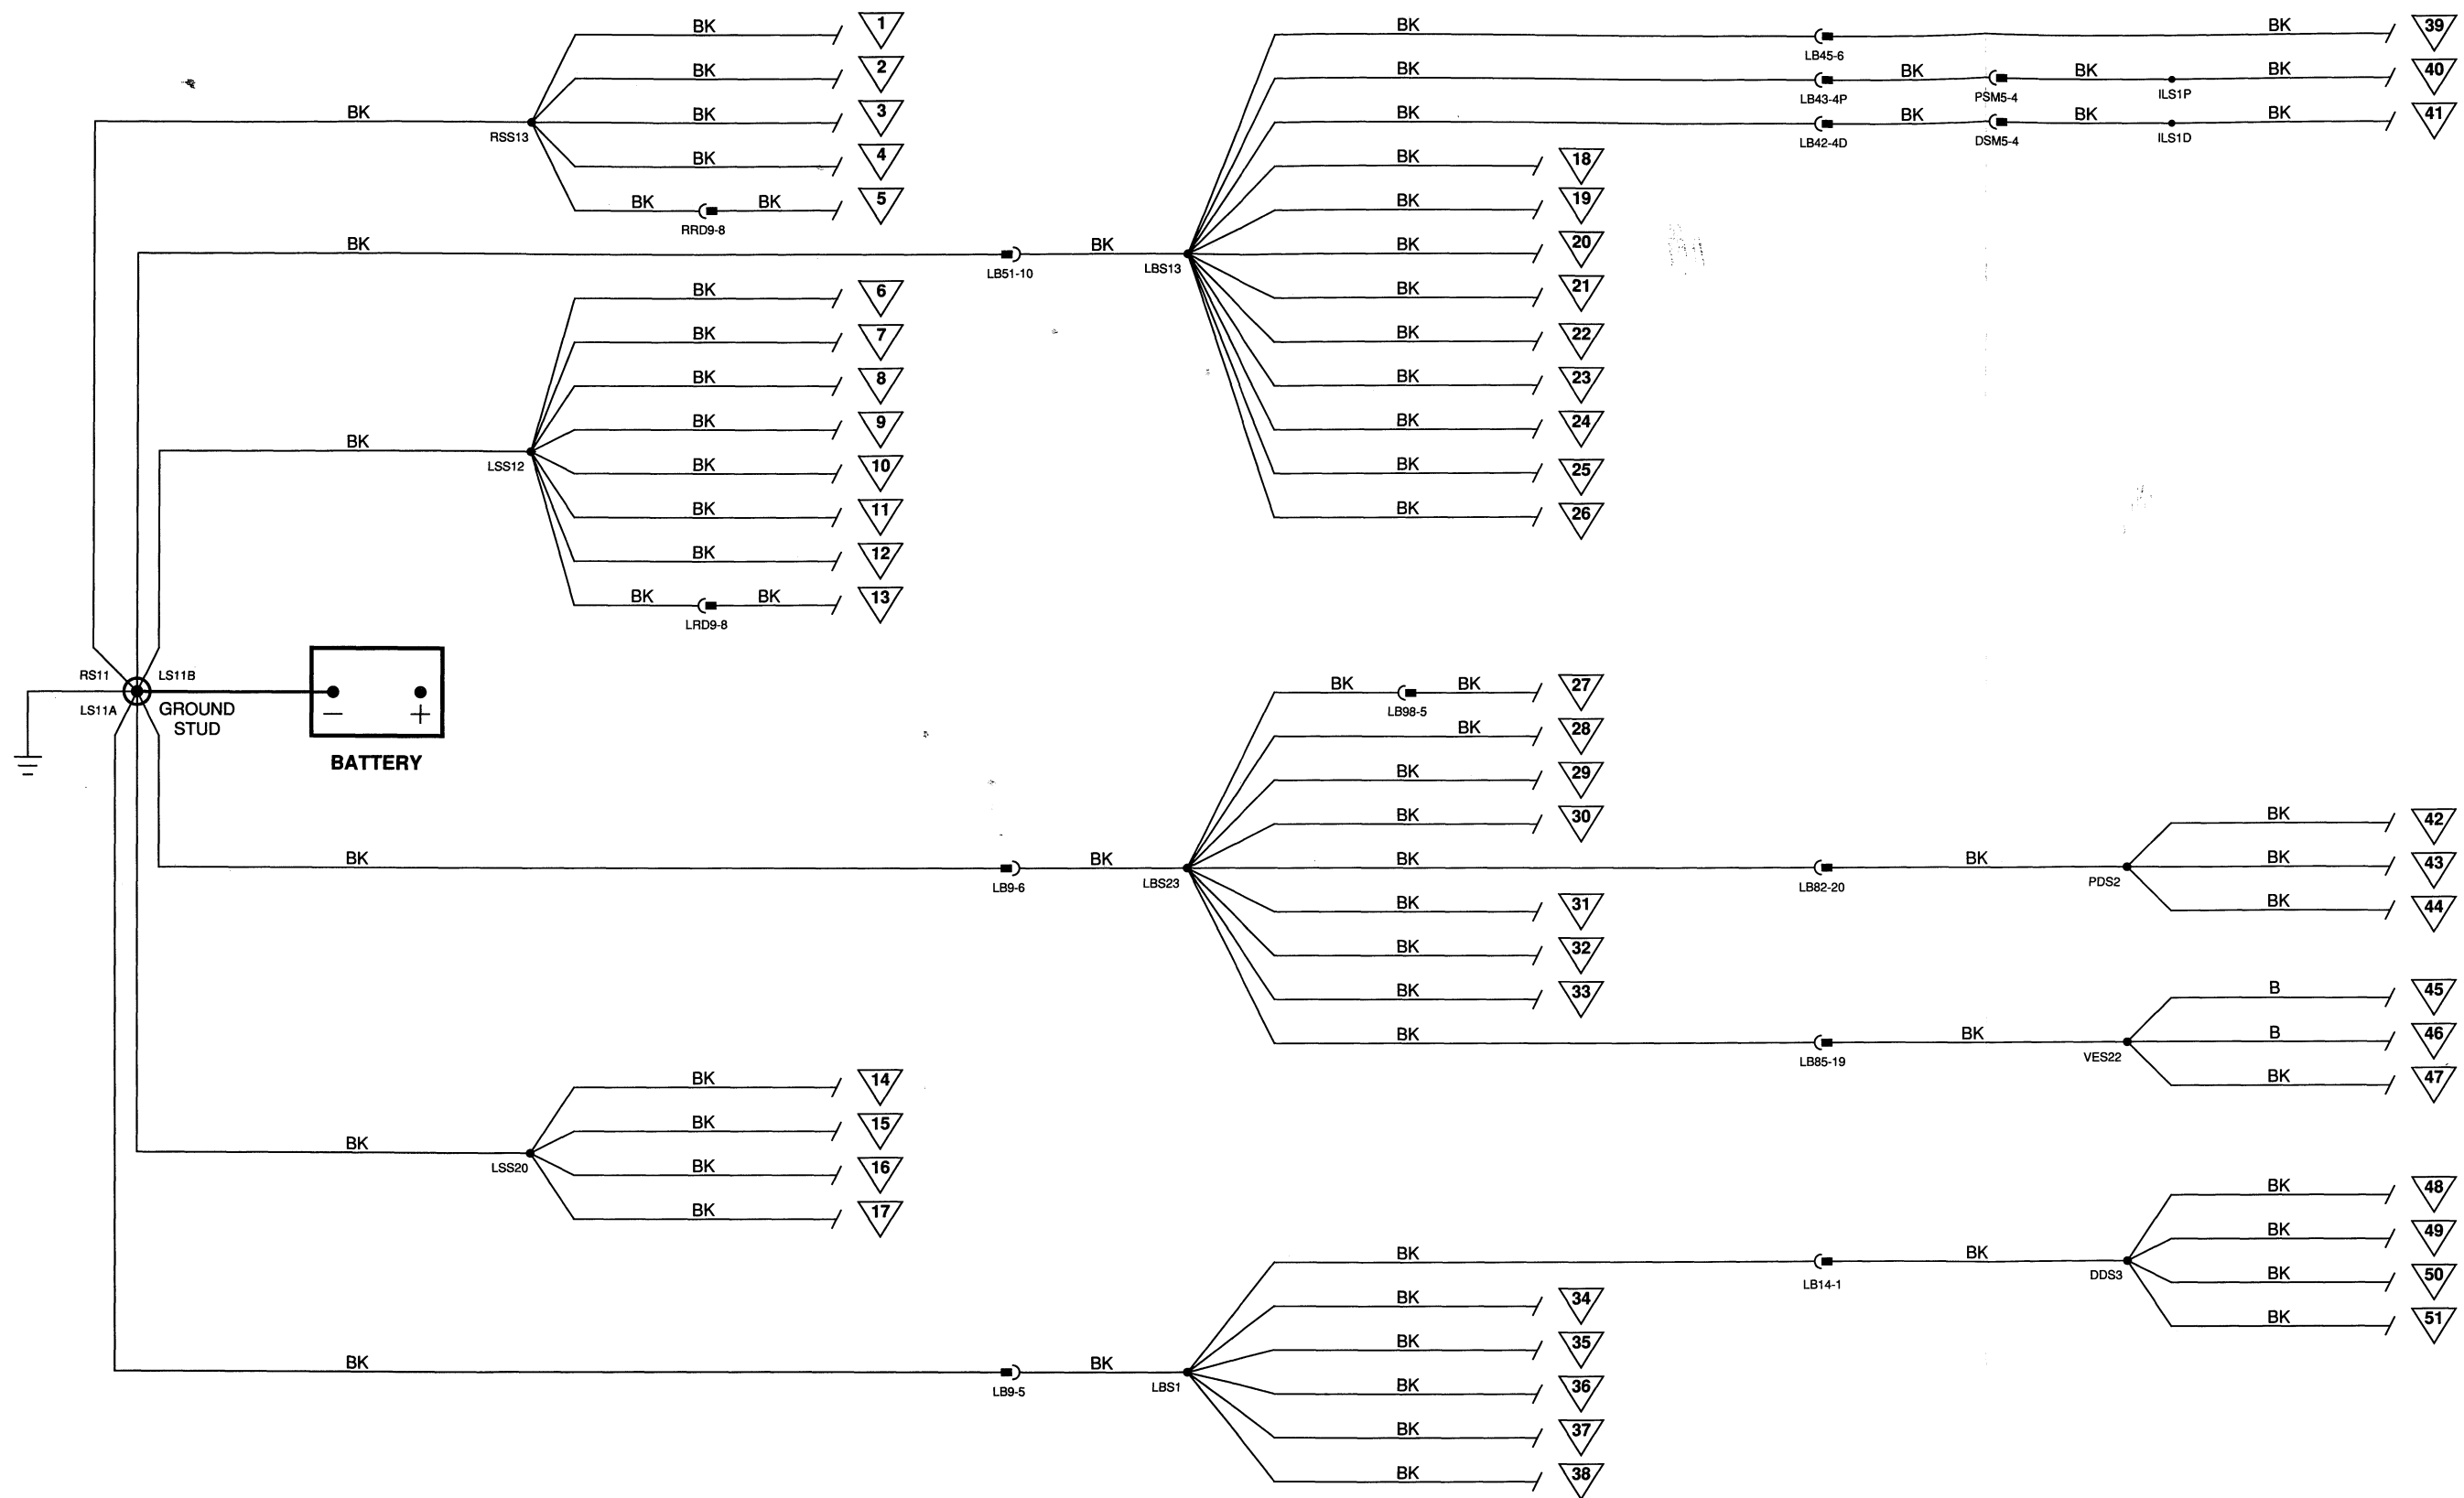 BK 1
BK 2
BK BK 3
RSS13
BK 4
BK BK 5
RRD9-8
BK BK
LB51-10 LBS13
BK BK 39
LB45-6
BK BK BK BK 40
LB43-4P PSM5-4 ILS1P
BK BK BK BK 41
LB42-4D DSM5-4 ILS1D
BK 18
BK 19
BK 20
BK 21
BK 22
BK 23
BK 24
BK 25
BK 26
BK 6
BK 7
BK 8
BK 9
BK
LSS12
BK 10
BK 11
BK 12
BK BK 13
LRD9-8
RS11 LS11B
LS11A GROUND
STUD
− +
BATTERY
BK BK 27
LB98-5
BK 28
BK 29
BK 30
BK BK
LB9-6 LBS23
BK BK
LB82-20 PDS2
BK 42
BK 43
BK 44
BK 31
BK 32
BK 33
BK BK
LB85-19 VES22
B 45
B 46
BK 47
BK 14
BK 15
BK
LSS20
BK 16
BK 17
BK BK
LB14-1 DDS3
BK 48
BK 49
BK 50
BK 51
BK 34
BK 35
BK BK
LB9-5 LBS1
BK 36
BK 37
BK 38